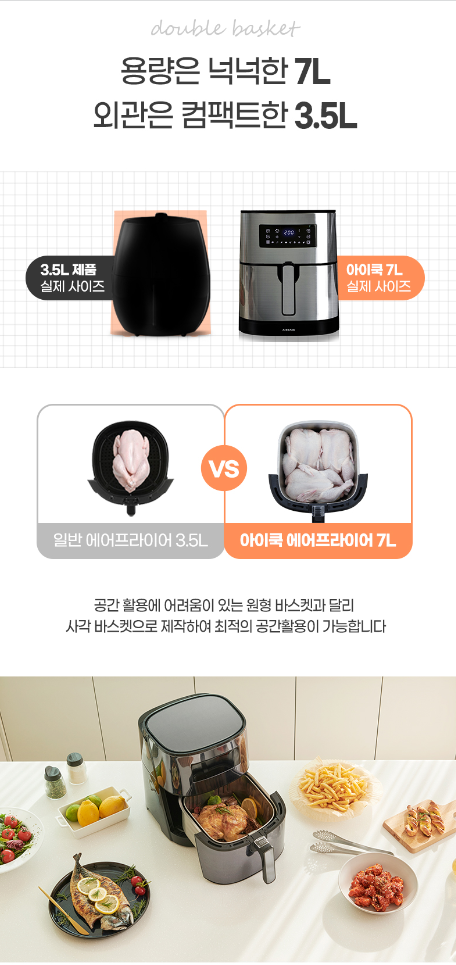 double basket
용량은 넉넉한 7L
외관은 컴팩트한 3.5L
3.5L 제품
실제 사이즈
아이쿡 7L
실제 사이즈
VS
일반 에어프라이어 3.5L
아이쿡 에어프라이어 7L
공간 활용에 어려움이 있는 원형 바스켓과 달리
사각 바스켓으로 제작하여 최적의 공간활용이 가능합니다